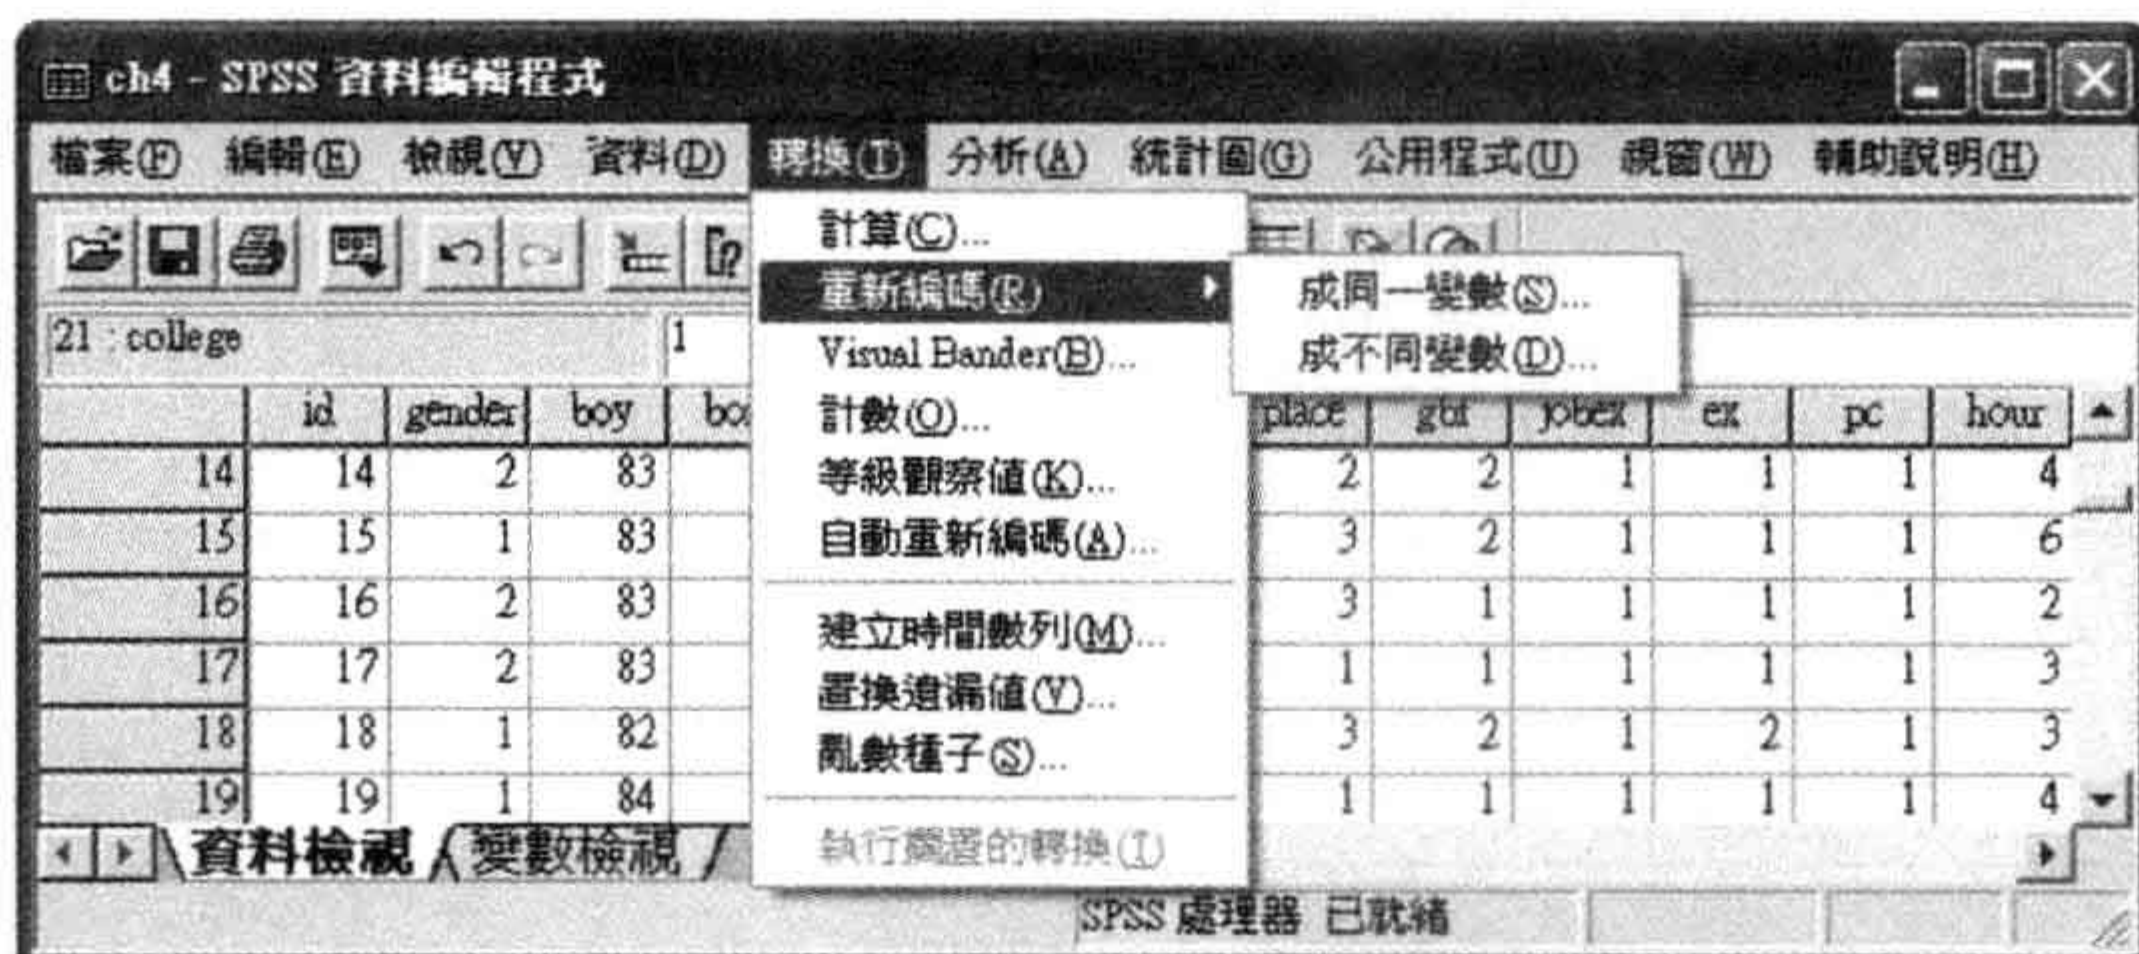 ch4 - SPSS 資料編輯程式
檔案(F) 編輯(E) 檢視(V) 資料(D) 轉換(T) 分析(A) 統計圖(G) 公用程式(U) 視窗(W) 輔助說明(H)
計算(C)...
重新編碼(R)
成同一變數(S)...
成不同變數(D)...
Visual Bander(B)...
計數(O)...
等級觀察值(K)...
自動重新編碼(A)...
建立時間數列(M)...
置換遺漏值(V)...
亂數種子(S)...
執行擱置的轉換(I)
21 : college 1
id gender boy place gbf jobex ex pc hour
14 14 2 83 2 2 1 1 1 4
15 15 1 83 3 2 1 1 1 6
16 16 2 83 3 1 1 1 1 2
17 17 2 83 1 1 1 1 1 3
18 18 1 82 3 2 1 2 1 3
19 19 1 84 1 1 1 1 1 4
資料檢視 變數檢視
SPSS 處理器 已就緒